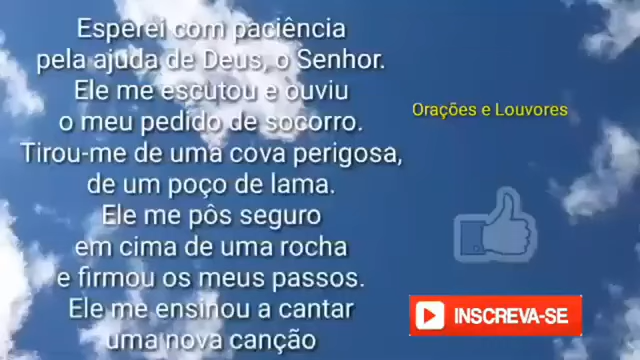 Esperei com paciência
pela ajuda de Deus, o Senhor.
Ele me escutou e ouviu
o meu pedido de socorro.
Tirou-me de uma cova perigosa,
de um poço de lama.
Ele me pôs seguro
em cima de uma rocha
e firmou os meus passos.
Ele me ensinou a cantar
uma nova canção
Orações e Louvores
INSCREVA-SE